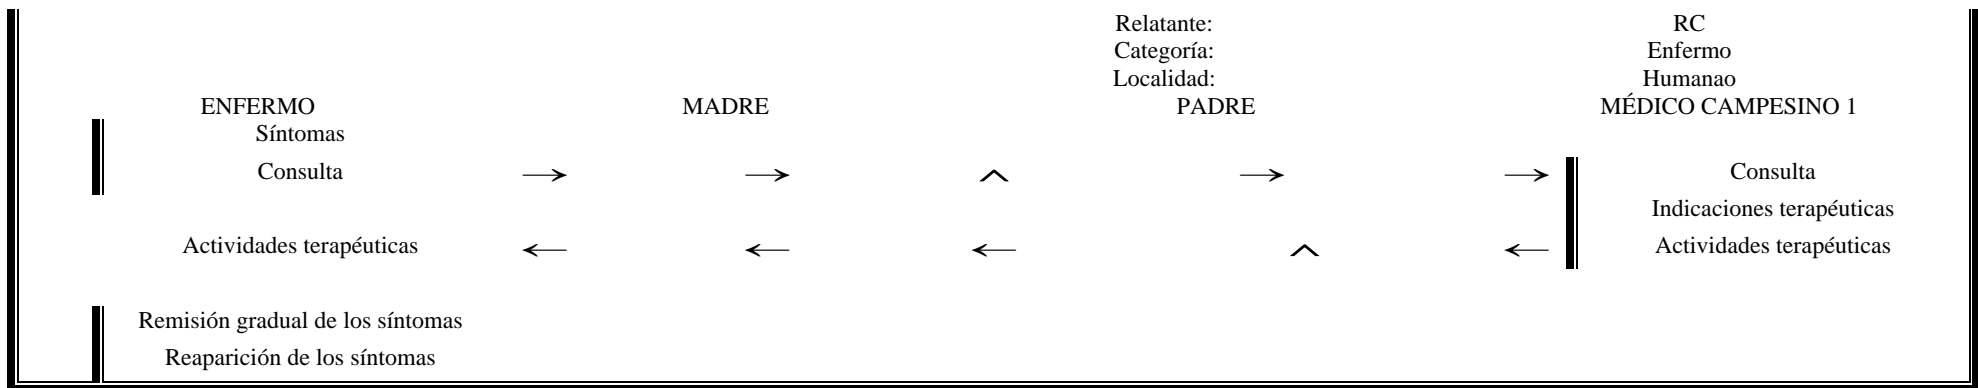 Relatante: RC
Categoría: Enfermo
Localidad: Humanao
ENFERMO MADRE PADRE MÉDICO CAMPESINO 1
Síntomas
Consulta → → ^ → → Consulta
Indicaciones terapéuticas
Actividades terapéuticas ← ← ← ^ ← Actividades terapéuticas
Remisión gradual de los síntomas
Reaparición de los síntomas